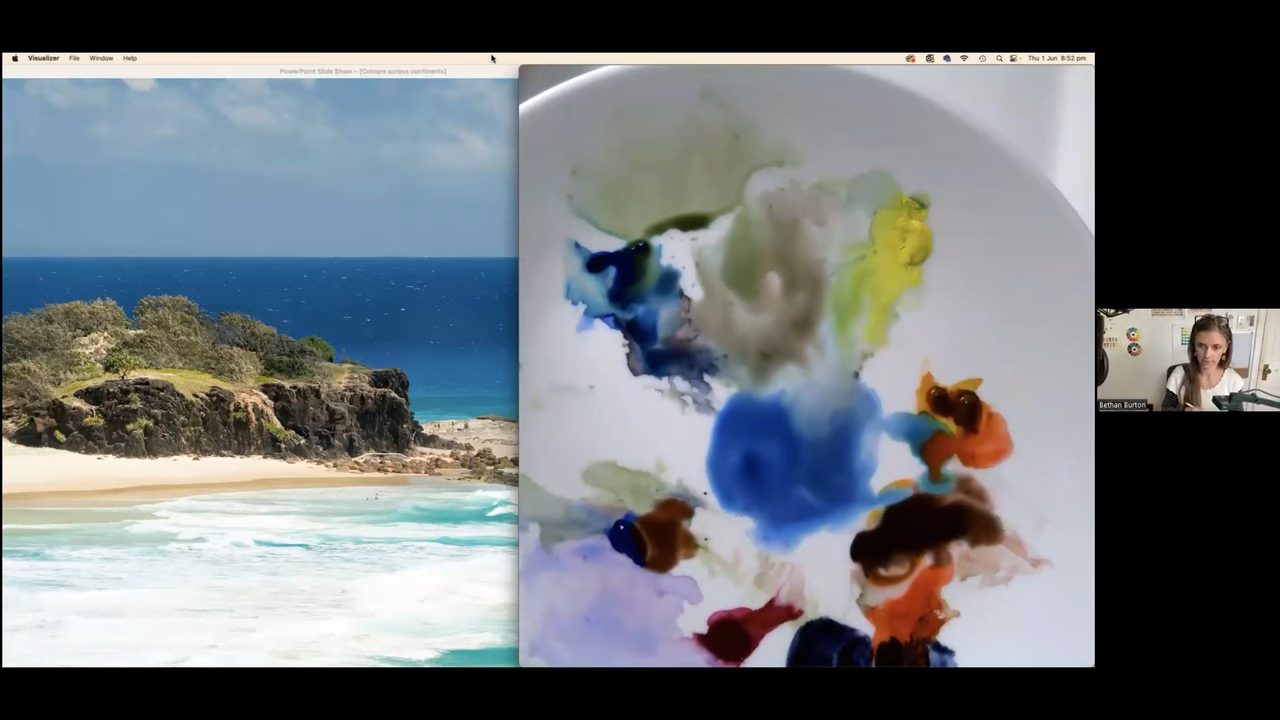 Visualizer File Window Help Thu 1 Jun 8:52 pm
PowerPoint Slide Show – [Colours across continents]
Bethan Burton